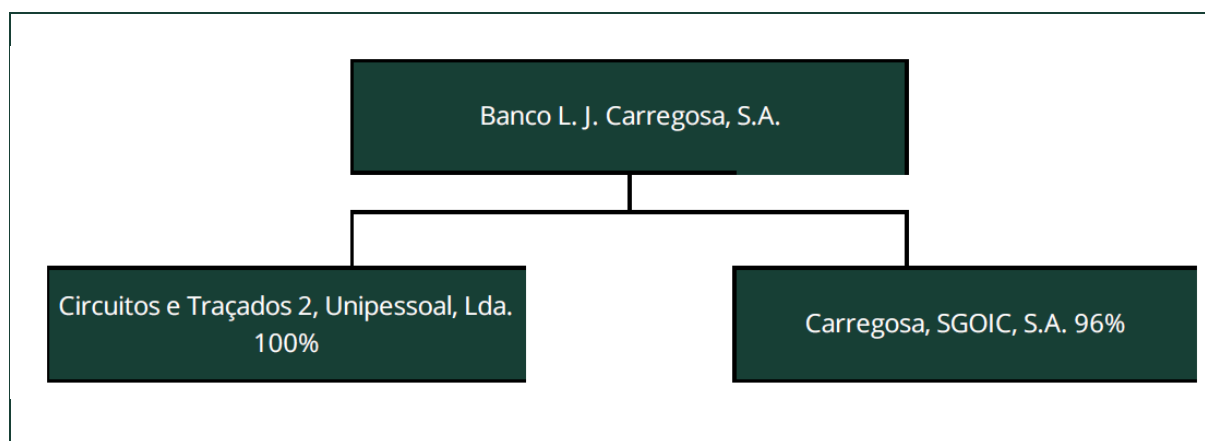 Banco L. J. Carregosa, S.A.
Circuitos e Traçados 2, Unipessoal, Lda.
100%
Carregosa, SGOIC, S.A. 96%